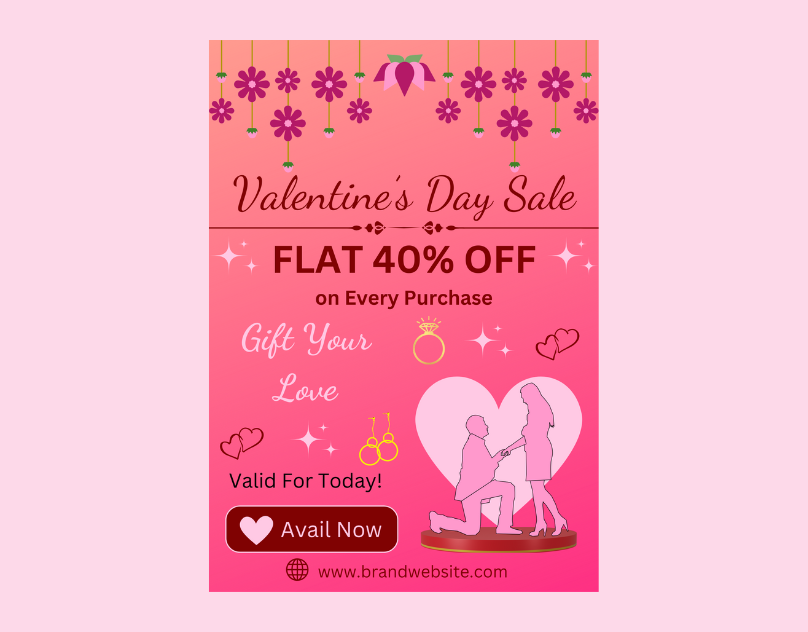 Valentine's Day Sale
FLAT 40% OFF
on Every Purchase
Gift Your
Love
Valid For Today!
Avail Now
www.brandwebsite.com